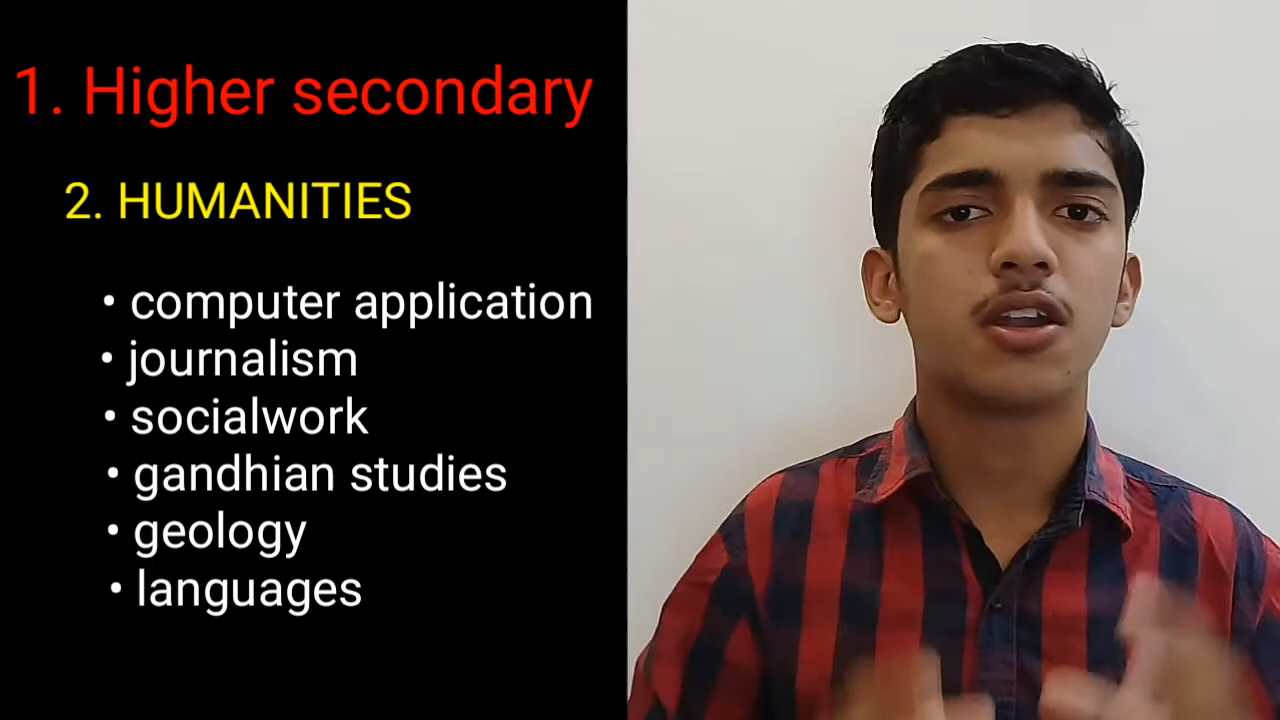 1. Higher secondary
2. HUMANITIES
• computer application
• journalism
• socialwork
• gandhian studies
• geology
• languages